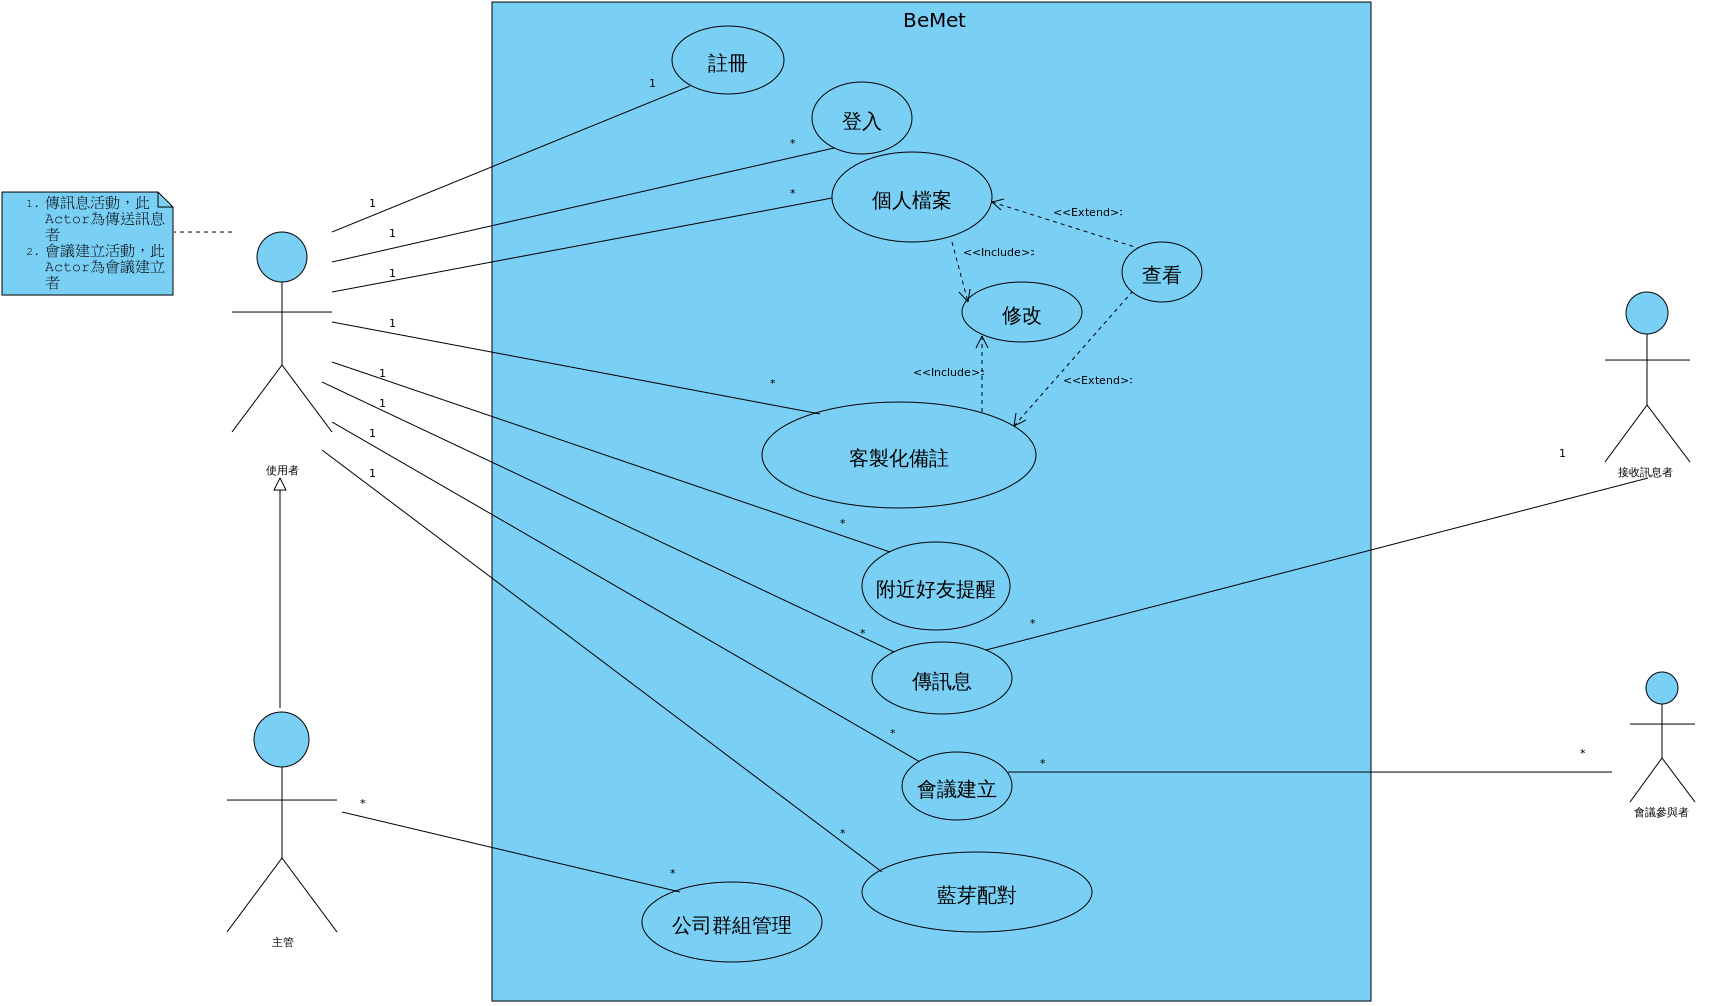 BeMet
註冊
1
登入
*
個人檔案
*
1. 傳訊息活動，此
Actor為傳送訊息
者
2. 會議建立活動，此
Actor為會議建立
者
1
1
1
1
<<Extend>>
<<Include>>
查看
修改
<<Include>>
<<Extend>>
1
*
1
1
1
客製化備註
1
接收訊息者
使用者
*
附近好友提醒
*
*
傳訊息
*
*
*
會議建立
*
會議參與者
*
*
*
藍芽配對
公司群組管理
主管